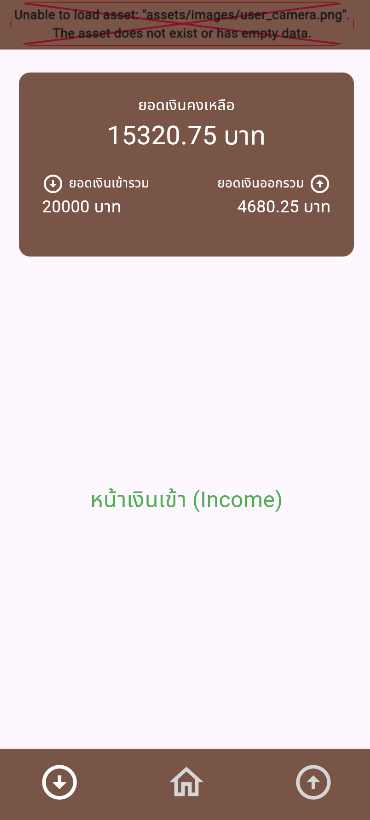 Unable to load asset: "assets/images/user_camera.png".
The asset does not exist or has empty data.
ยอดเงินคงเหลือ
15320.75 บาท
ยอดเงินเข้ารวม ยอดเงินออกรวม
20000 บาท 4680.25 บาท
หน้าเงินเข้า (Income)